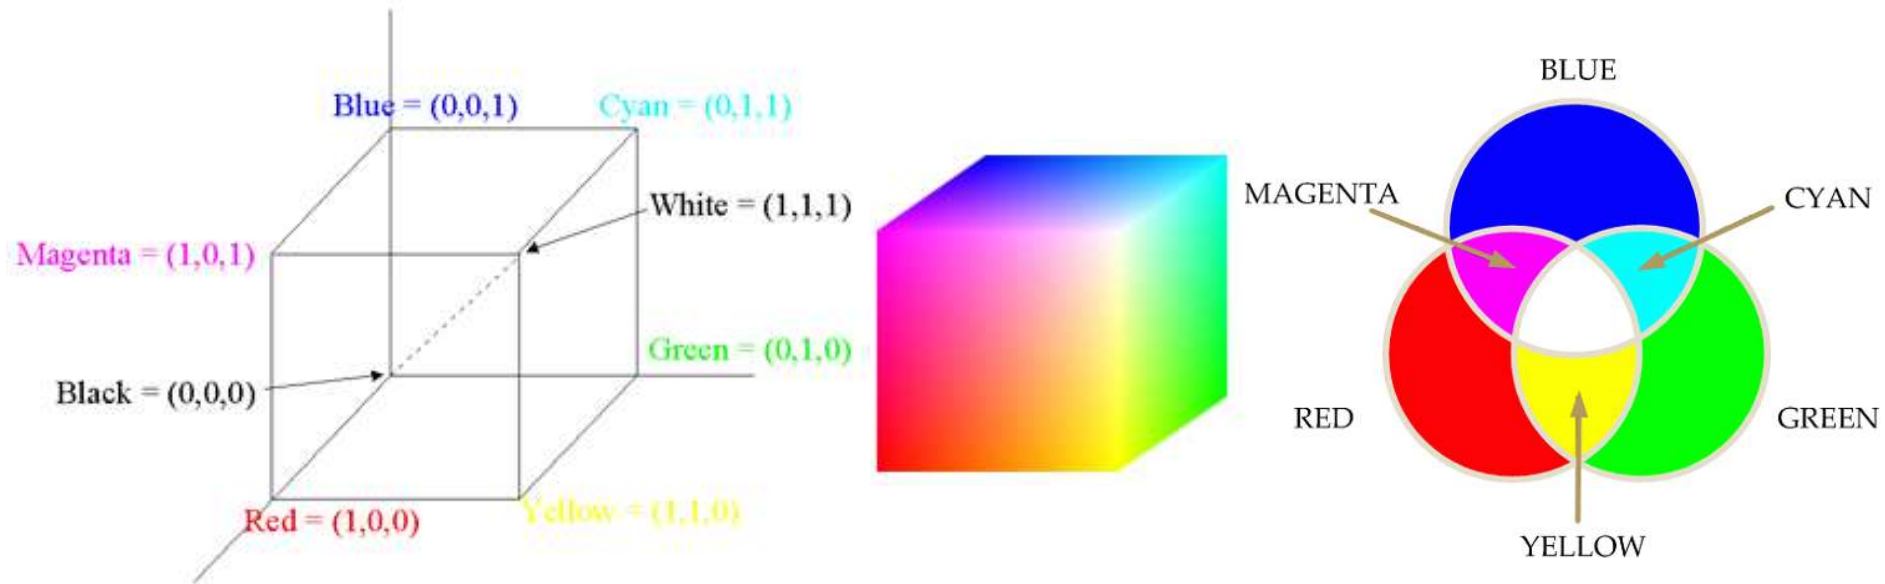 Blue = (0,0,1)
Cyan = (0,1,1)
White = (1,1,1)
Magenta = (1,0,1)
Green = (0,1,0)
Black = (0,0,0)
Red = (1,0,0)
Yellow = (1,1,0)
BLUE
MAGENTA
CYAN
RED
GREEN
YELLOW